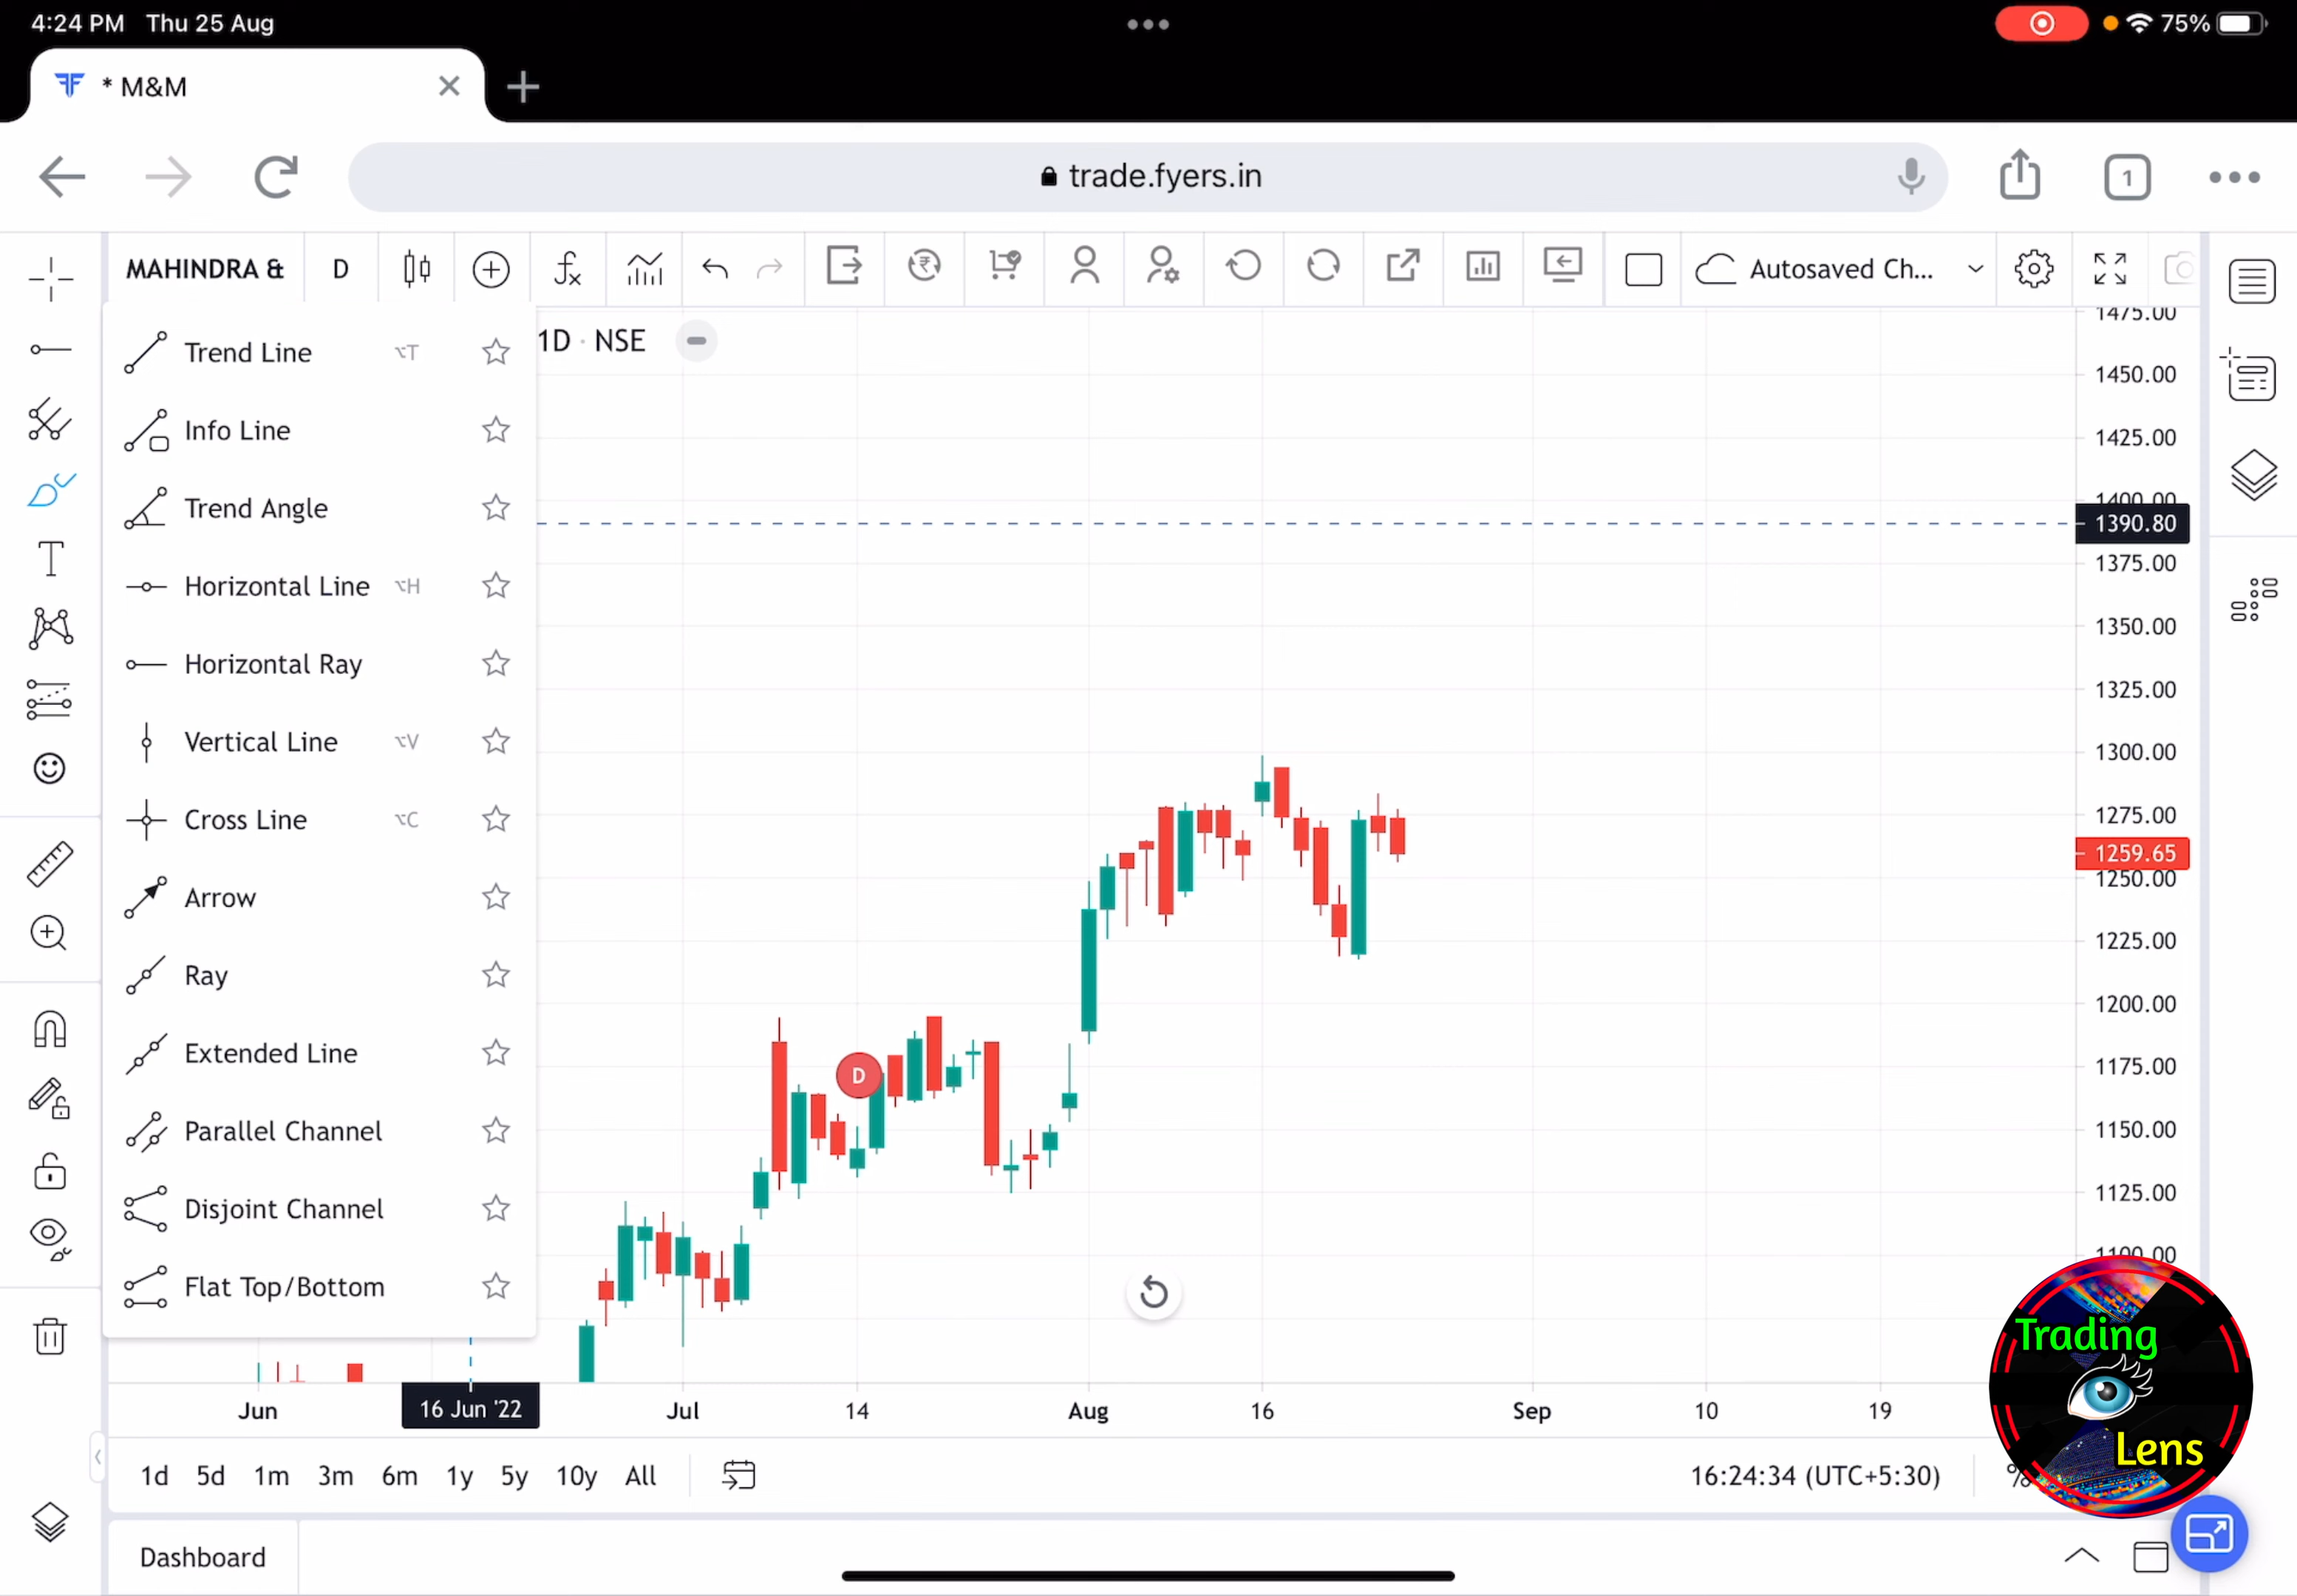 4:24 PM Thu 25 Aug
75%
* M&M
trade.fyers.in
1
MAHINDRA &
D
Autosaved Ch...
1D · NSE
Trend Line ⌥T
Info Line
Trend Angle
Horizontal Line ⌥H
Horizontal Ray
Vertical Line ⌥V
Cross Line ⌥C
Arrow
Ray
Extended Line
Parallel Channel
Disjoint Channel
Flat Top/Bottom
1475.00
1450.00
1425.00
1400.00
1390.80
1375.00
1350.00
1325.00
1300.00
1275.00
1259.65
1250.00
1225.00
1200.00
1175.00
1150.00
1125.00
1100.00
D
Trading
Lens
Jun
16 Jun '22
Jul
14
Aug
16
Sep
10
19
1d 5d 1m 3m 6m 1y 5y 10y All
16:24:34 (UTC+5:30)
%
Dashboard